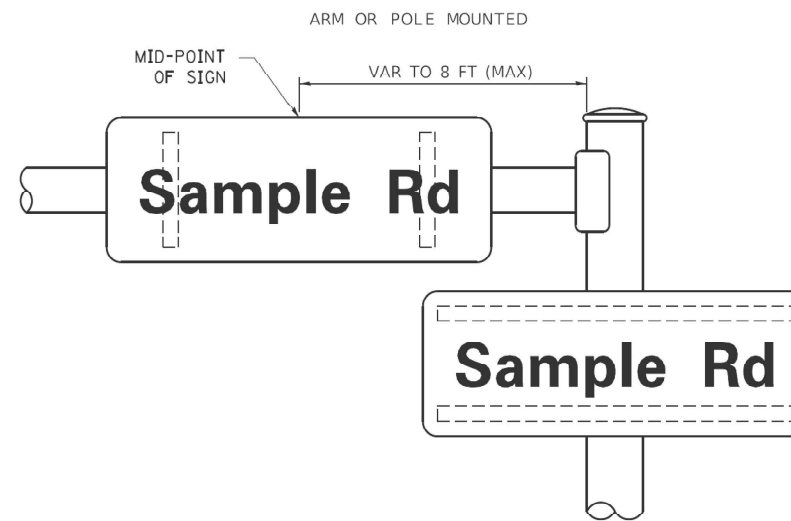 ARM OR POLE MOUNTED
MID-POINT
OF SIGN
VAR TO 8 FT (MAX)
Sample Rd
Sample Rd